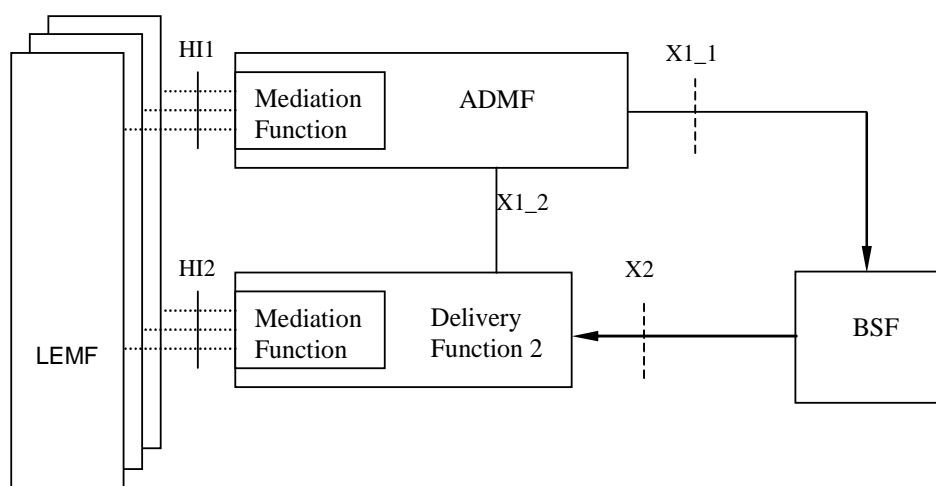 HI1
X1_1
Mediation
Function
ADMF
X1_2
HI2
X2
Mediation
Function
Delivery
Function 2
BSF
LEMF